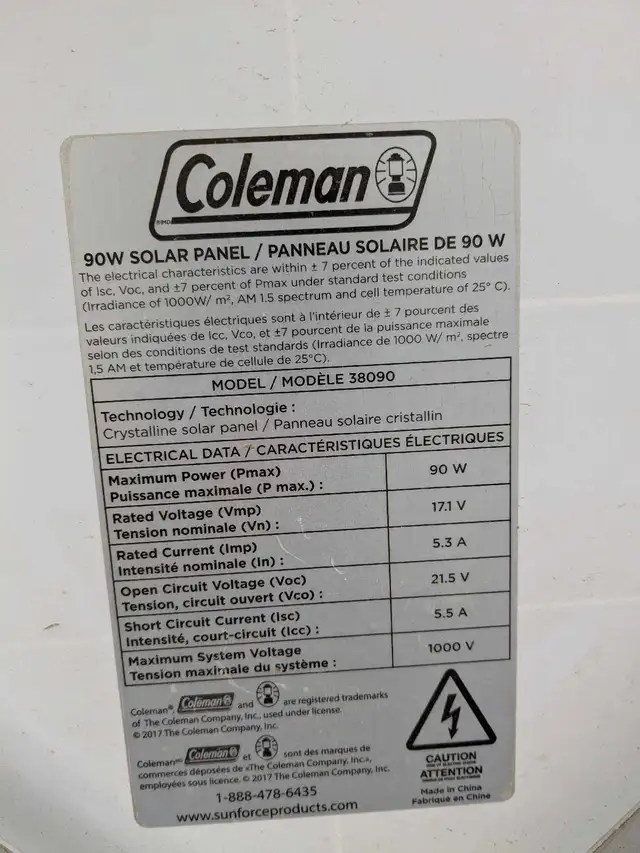 Coleman
®/MD
90W SOLAR PANEL / PANNEAU SOLAIRE DE 90 W
The electrical characteristics are within ± 7 percent of the indicated values
of Isc, Voc, and ±7 percent of Pmax under standard test conditions
(Irradiance of 1000W/ m², AM 1.5 spectrum and cell temperature of 25° C).
Les caractéristiques électriques sont à l'intérieur de ± 7 pourcent des
valeurs indiquées de Icc, Vco, et ±7 pourcent de la puissance maximale
selon des conditions de test standards (Irradiance de 1000 W/ m², spectre
1,5 AM et température de cellule de 25°C).
MODEL / MODÈLE 38090
Technology / Technologie :
Crystalline solar panel / Panneau solaire cristallin
ELECTRICAL DATA / CARACTÉRISTIQUES ÉLECTRIQUES
Maximum Power (Pmax)
Puissance maximale (P max.) :
90 W
Rated Voltage (Vmp)
Tension nominale (Vn) :
17.1 V
Rated Current (Imp)
Intensité nominale (In) :
5.3 A
Open Circuit Voltage (Voc)
Tension, circuit ouvert (Vco) :
21.5 V
Short Circuit Current (Isc)
Intensité, court-circuit (Icc) :
5.5 A
Maximum System Voltage
Tension maximale du système :
1000 V
Coleman®, Coleman and are registered trademarks
of The Coleman Company, Inc., used under license.
© 2017 The Coleman Company, Inc.
Coleman Coleman et sont des marques de
commerces déposées de «The Coleman Company, Inc.»,
employées sous licence. © 2017 The Coleman Company, Inc.
1-888-478-6435
www.sunforceproducts.com
CAUTION
ATTENTION
Made in China
Fabriqué en Chine